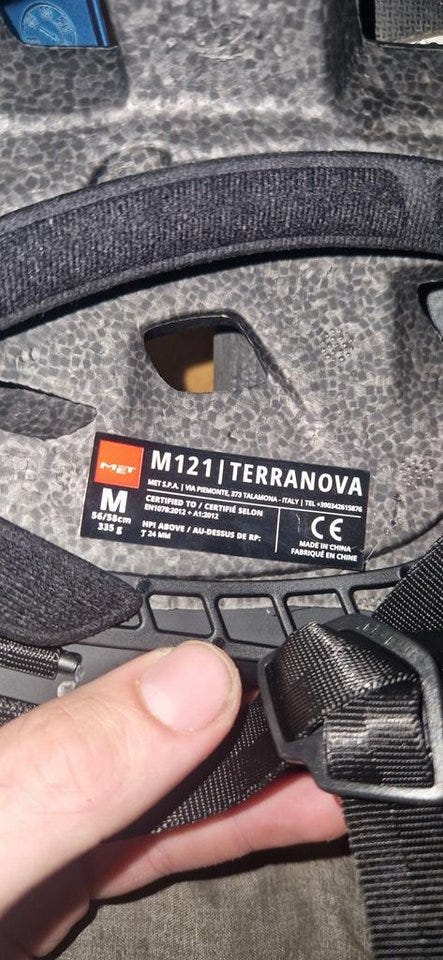 MET
M121 | TERRANOVA
MET S.P.A. | VIA PIEMONTE, 373 TALAMONA - ITALY | TEL +390342615876
M
56/58cm
335 g
CERTIFIED TO / CERTIFIÉ SELON
EN1078:2012 + A1:2012
HPI ABOVE / AU-DESSUS DE RP:
24 MM
CE
MADE IN CHINA
FABRIQUÉ EN CHINE